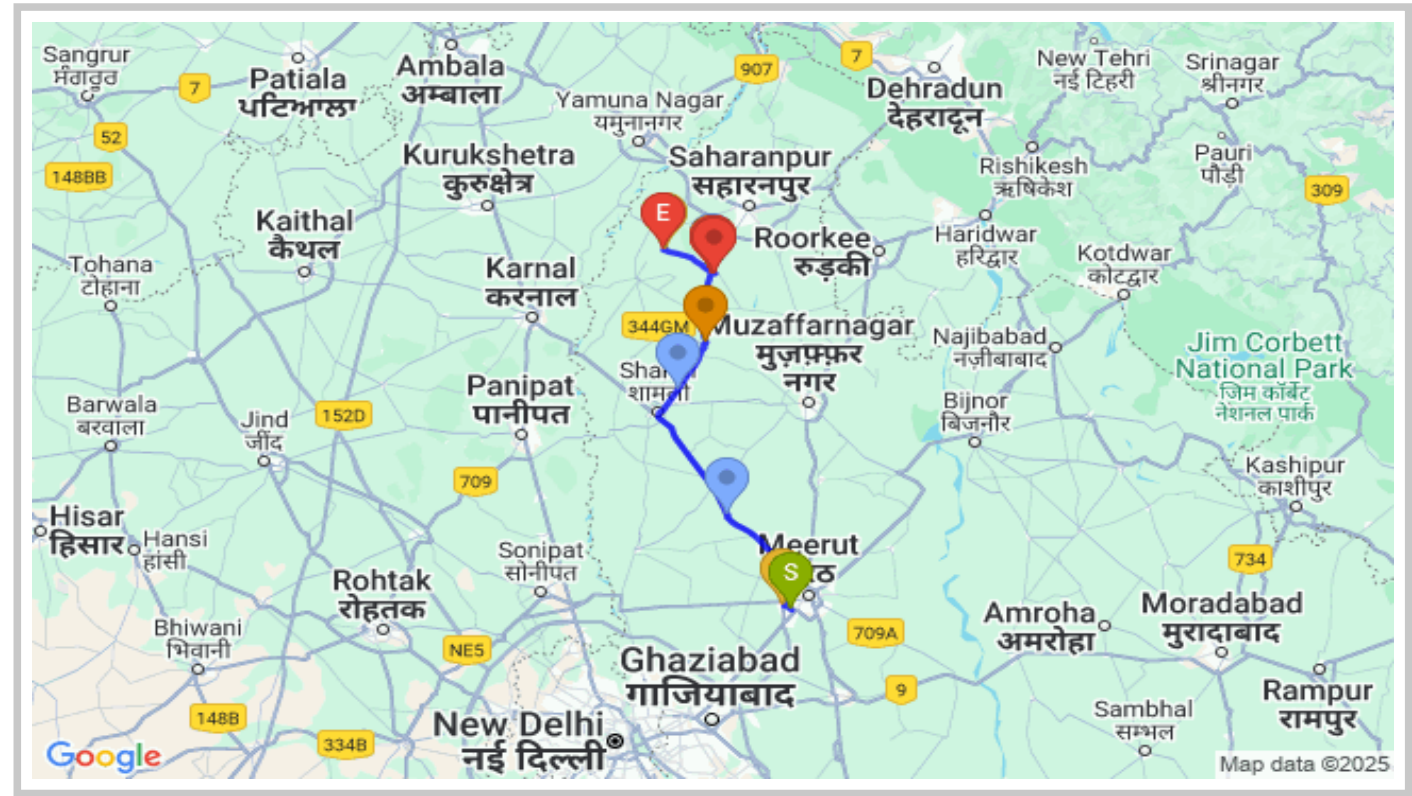 Sangrur
ਸੰਗਰੂਰ
7
Patiala
ਪਟਿਆਲਾ
Ambala
अम्बाला
907
7
Dehradun
देहरादून
New Tehri
नई टिहरी
Srinagar
श्रीनगर
52
Yamuna Nagar
यमुनानगर
148BB
Kurukshetra
कुरुक्षेत्र
Saharanpur
सहारनपुर
Rishikesh
ऋषिकेश
Pauri
पौड़ी
309
Kaithal
कैथल
E
Roorkee
रुड़की
Haridwar
हरिद्वार
Kotdwar
कोटद्वार
Tohana
टोहाना
Karnal
करनाल
344GM
Muzaffarnagar
मुज़फ़्फ़र
नगर
Najibabad
नज़ीबाबाद
Jim Corbett
National Park
जिम कॉर्बेट
नेशनल पार्क
Panipat
पानीपत
Barwala
बरवाला
Jind
जींद
152D
Bijnor
बिजनौर
709
Kashipur
काशीपुर
Hisar
हिसार
Hansi
हांसी
Sonipat
सोनीपत
Meerut
S
734
Rohtak
रोहतक
Amroha
अमरोहा
Moradabad
मुरादाबाद
Bhiwani
भिवानी
NE5
709A
Ghaziabad
गाजियाबाद
9
Rampur
रामपुर
148B
334B
New Delhi
नई दिल्ली
Sambhal
सम्भल
Google
Map data ©2025